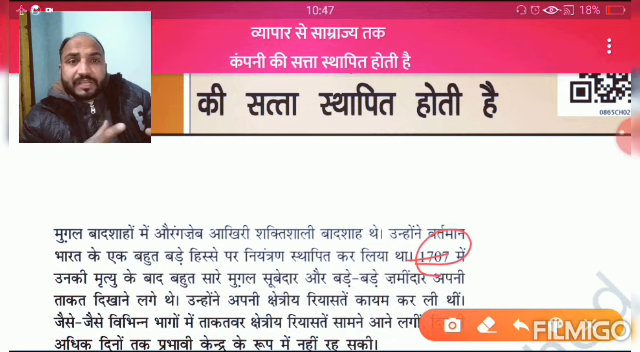 10:47
18%
व्यापार से साम्राज्य तक
कंपनी की सत्ता स्थापित होती है
की सत्ता स्थापित होती है
0865CH02
मुग़ल बादशाहों में औरंगज़ेब आखिरी शक्तिशाली बादशाह थे। उन्होंने वर्तमान
भारत के एक बहुत बड़े हिस्से पर नियंत्रण स्थापित कर लिया था। 1707 में
उनकी मृत्यु के बाद बहुत सारे मुग़ल सूबेदार और बड़े-बड़े ज़मींदार अपनी
ताकत दिखाने लगे थे। उन्होंने अपनी क्षेत्रीय रियासतें कायम कर ली थीं।
जैसे-जैसे विभिन्न भागों में ताकतवर क्षेत्रीय रियासतें सामने आने लगीं,
अधिक दिनों तक प्रभावी केन्द्र के रूप में नहीं रह सकी।
FILMIGO